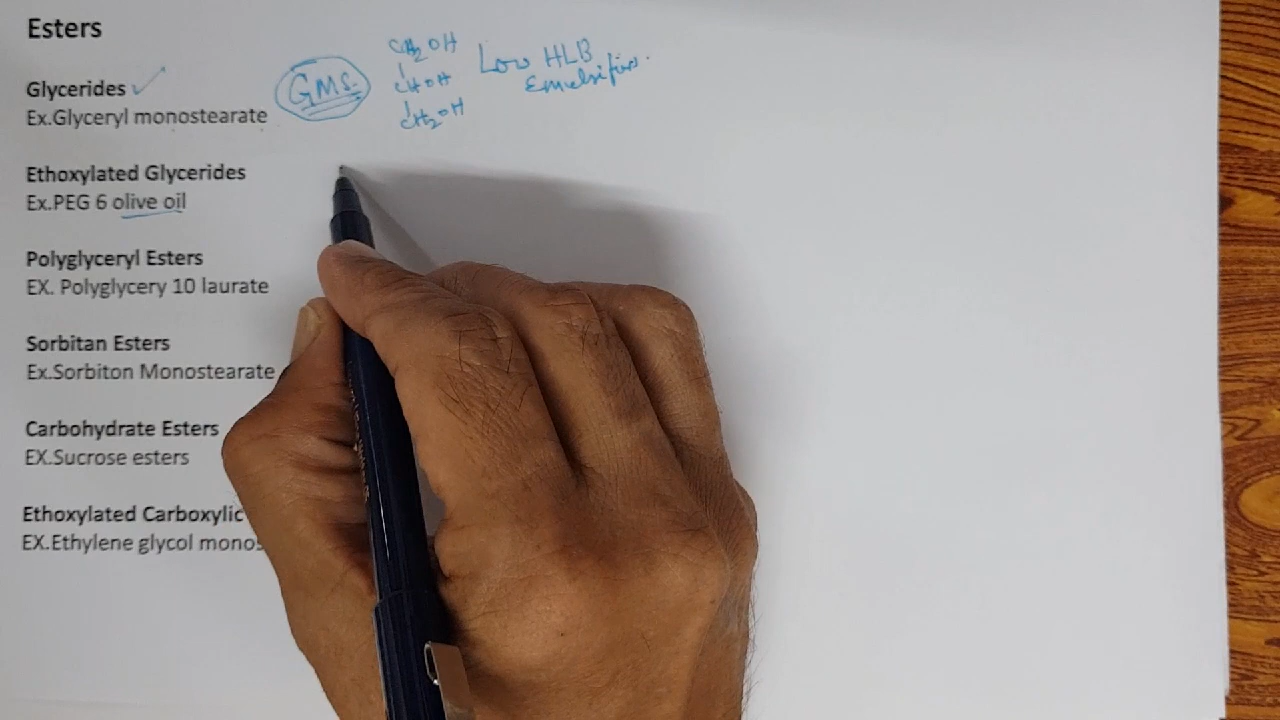 Esters
Glycerides
Ex.Glyceryl monostearate
GMS.
CH2OH
CHOH
CH2OH
Low HLB
Emulsifiers.
Ethoxylated Glycerides
Ex.PEG 6 olive oil
Polyglyceryl Esters
EX. Polyglycery 10 laurate
Sorbitan Esters
Ex.Sorbiton Monostearate
Carbohydrate Esters
EX.Sucrose esters
Ethoxylated Carboxylic
EX.Ethylene glycol monos